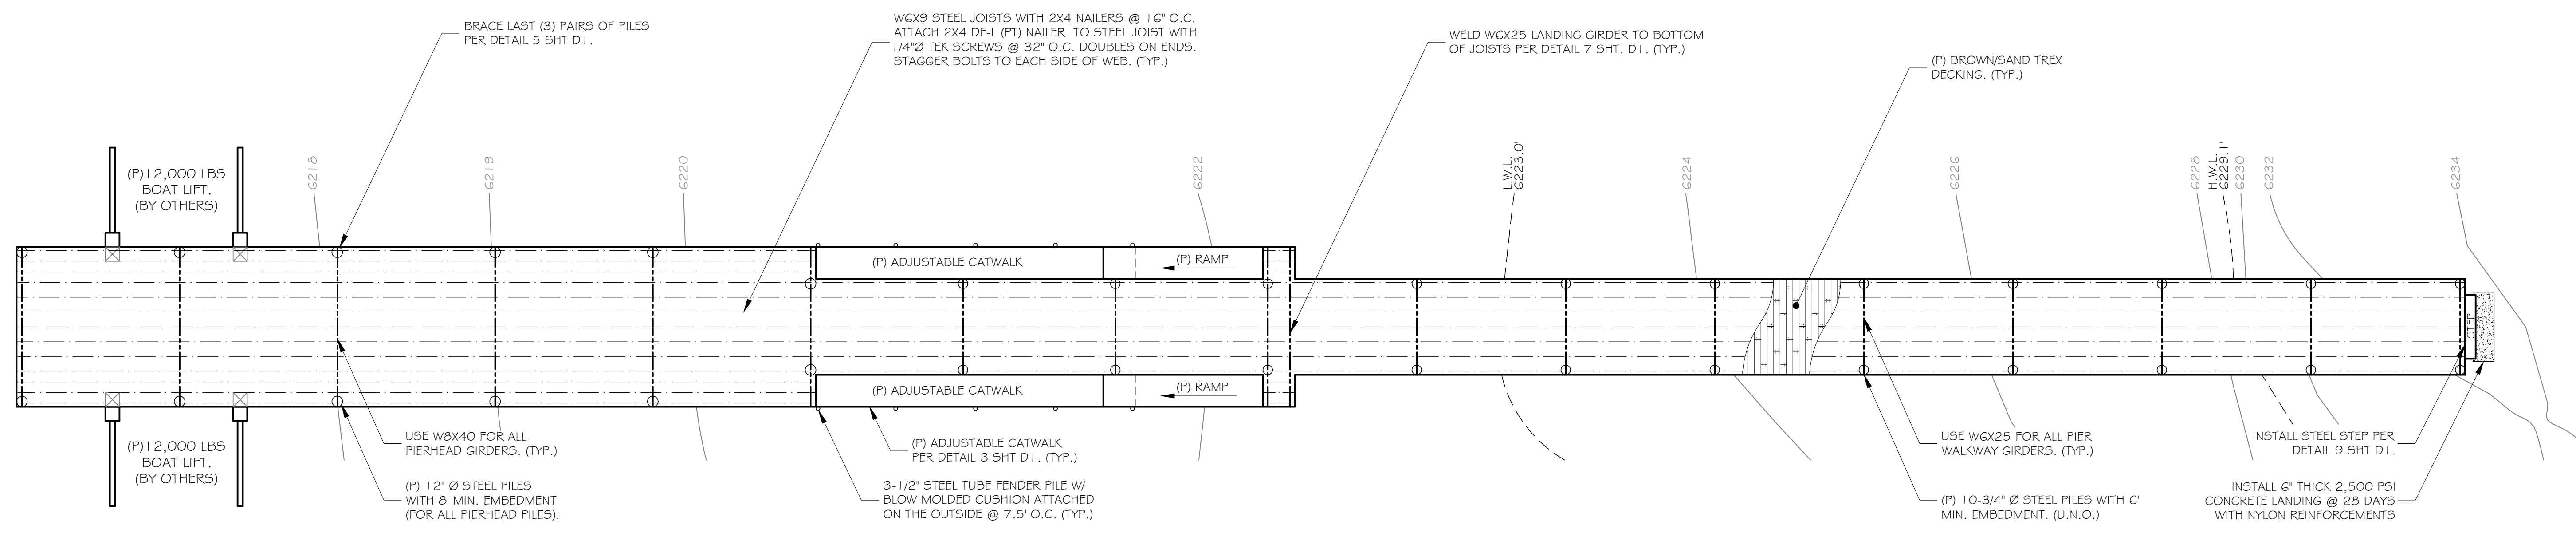 BRACE LAST (3) PAIRS OF PILES
PER DETAIL 5 SHT D1.
W6X9 STEEL JOISTS WITH 2X4 NAILERS @ 16" O.C.
ATTACH 2X4 DF-L (PT) NAILER TO STEEL JOIST WITH
1/4"Ø TEK SCREWS @ 32" O.C. DOUBLES ON ENDS.
STAGGER BOLTS TO EACH SIDE OF WEB. (TYP.)
WELD W6X25 LANDING GIRDER TO BOTTOM
OF JOISTS PER DETAIL 7 SHT. D1. (TYP.)
(P) BROWN/SAND TREX
DECKING. (TYP.)
(P)12,000 LBS
BOAT LIFT.
(BY OTHERS)
6218
6219
6220
6222
L.W.L.
6223.0'
6224
6226
6228
H.W.L.
6229.1'
6230
6232
6234
(P) ADJUSTABLE CATWALK
(P) RAMP
(P) ADJUSTABLE CATWALK
(P) RAMP
STEP
(P)12,000 LBS
BOAT LIFT.
(BY OTHERS)
USE W8X40 FOR ALL
PIERHEAD GIRDERS. (TYP.)
(P) 12" Ø STEEL PILES
WITH 8' MIN. EMBEDMENT
(FOR ALL PIERHEAD PILES).
(P) ADJUSTABLE CATWALK
PER DETAIL 3 SHT D1. (TYP.)
3-1/2" STEEL TUBE FENDER PILE W/
BLOW MOLDED CUSHION ATTACHED
ON THE OUTSIDE @ 7.5' O.C. (TYP.)
USE W6X25 FOR ALL PIER
WALKWAY GIRDERS. (TYP.)
(P) 10-3/4" Ø STEEL PILES WITH 6'
MIN. EMBEDMENT. (U.N.O.)
INSTALL STEEL STEP PER
DETAIL 9 SHT D1.
INSTALL 6" THICK 2,500 PSI
CONCRETE LANDING @ 28 DAYS
WITH NYLON REINFORCEMENTS